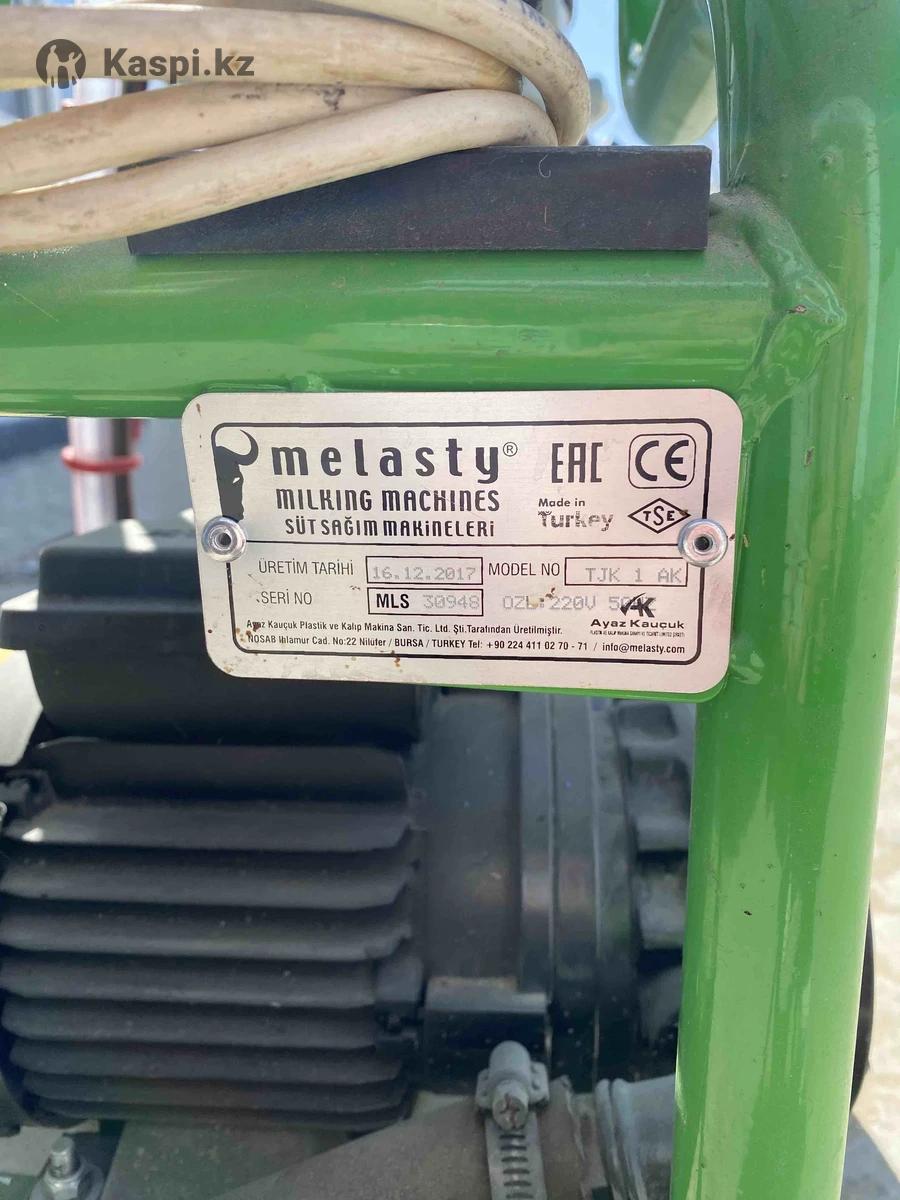 Kaspi.kz
melasty® EAC CE
MILKING MACHINES Made in Turkey TSE
SÜT SAĞIM MAKiNELERi
ÜRETİM TARİHİ 16.12.2017 MODEL NO TJK 1 AK
SERİ NO MLS 30948 OZL:220V
AK
Ayaz Kauçuk
Ayaz Kauçuk Plastik ve Kalıp Makina San. Tic. Ltd. Şti.Tarafından Üretilmiştir.
NOSAB Ihlamur Cad. No:22 Nilüfer / BURSA / TURKEY Tel: +90 224 411 02 70 - 71 / info@melasty.com